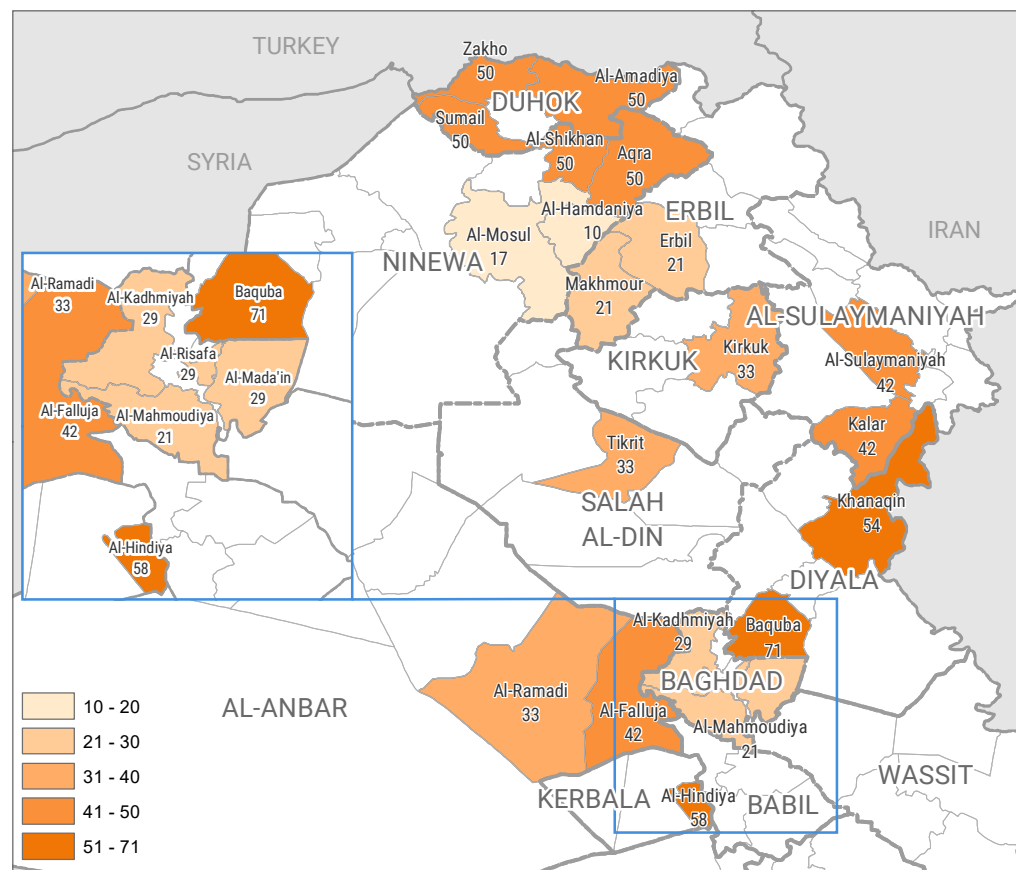 TURKEY
Zakho
50
Al-Amadiya
50
DUHOK
Sumail
50
Al-Shikhan
50
Aqra
50
SYRIA
Al-Hamdaniya
10
ERBIL
IRAN
Al-Mosul
17
NINEWA
Erbil
21
Makhmour
21
AL-SULAYMANIYAH
KIRKUK
Kirkuk
33
Al-Sulaymaniyah
42
Al-Ramadi
33
Al-Kadhmiyah
29
Baquba
71
Al-Risafa
29
Al-Mada'in
29
Al-Falluja
42
Al-Mahmoudiya
21
Al-Hindiya
58
Kalar
42
Tikrit
33
SALAH
AL-DIN
Khanaqin
54
DIYALA
Al-Kadhmiyah
29
Baquba
71
BAGHDAD
Al-Ramadi
33
Al-Falluja
42
Al-Mahmoudiya
21
AL-ANBAR
WASSIT
KERBALA
Al-Hindiya
58
BABIL
10 - 20
21 - 30
31 - 40
41 - 50
51 - 71